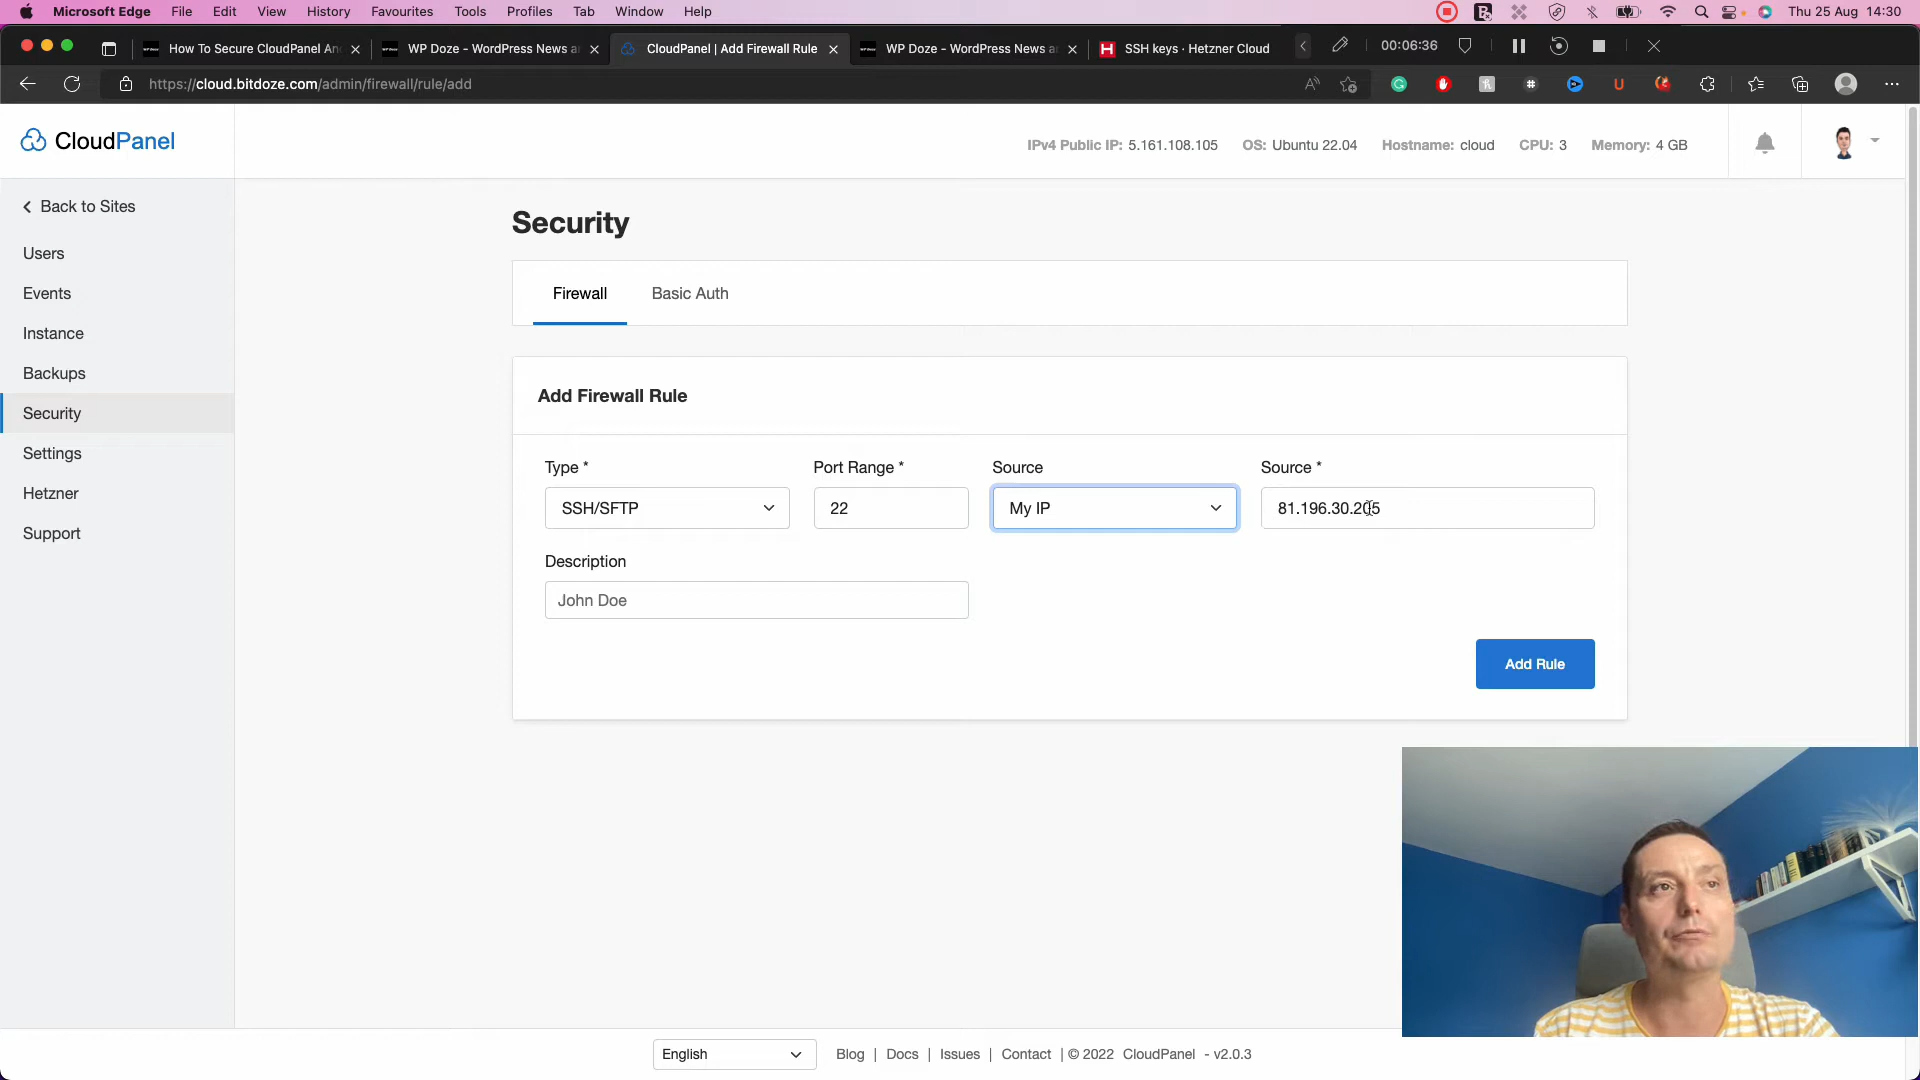 Microsoft Edge File Edit View History Favourites Tools Profiles Tab Window Help Thu 25 Aug 14:30
How To Secure CloudPanel An
WP Doze - WordPress News a
CloudPanel | Add Firewall Rule
WP Doze - WordPress News a
SSH keys · Hetzner Cloud
00:06:36
https://cloud.bitdoze.com/admin/firewall/rule/add
CloudPanel
IPv4 Public IP: 5.161.108.105 OS: Ubuntu 22.04 Hostname: cloud CPU: 3 Memory: 4 GB
Back to Sites
Users
Events
Instance
Backups
Security
Settings
Hetzner
Support
Security
Firewall Basic Auth
Add Firewall Rule
Type * Port Range * Source Source *
SSH/SFTP 22 My IP 81.196.30.205
Description
John Doe
Add Rule
English Blog | Docs | Issues | Contact | © 2022 CloudPanel - v2.0.3